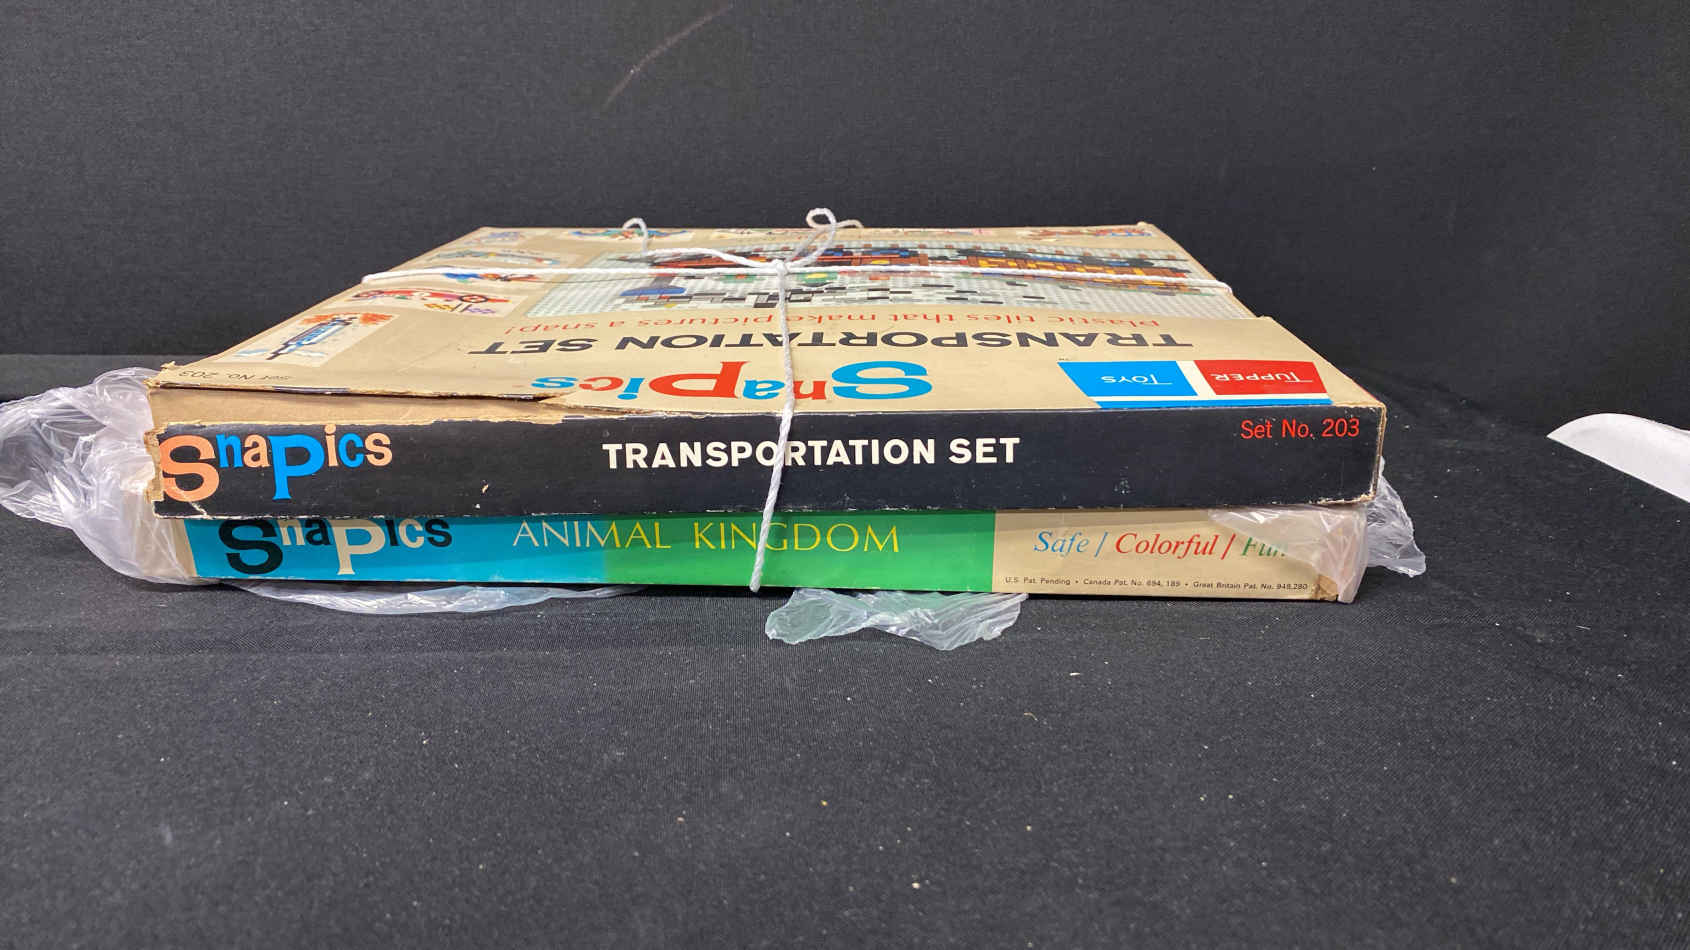 Set No. 203
Plastic tiles that make pictures a snap!
TRANSPORTATION SET
SnaPics
TOYS
TUPPER
SnaPics
TRANSPORTATION SET
Set No. 203
SnaPics
ANIMAL KINGDOM
Safe / Colorful / Fun
U.S. Pat. Pending • Canada Pat. No. 694,189 • Great Britain Pat. No. 948,280